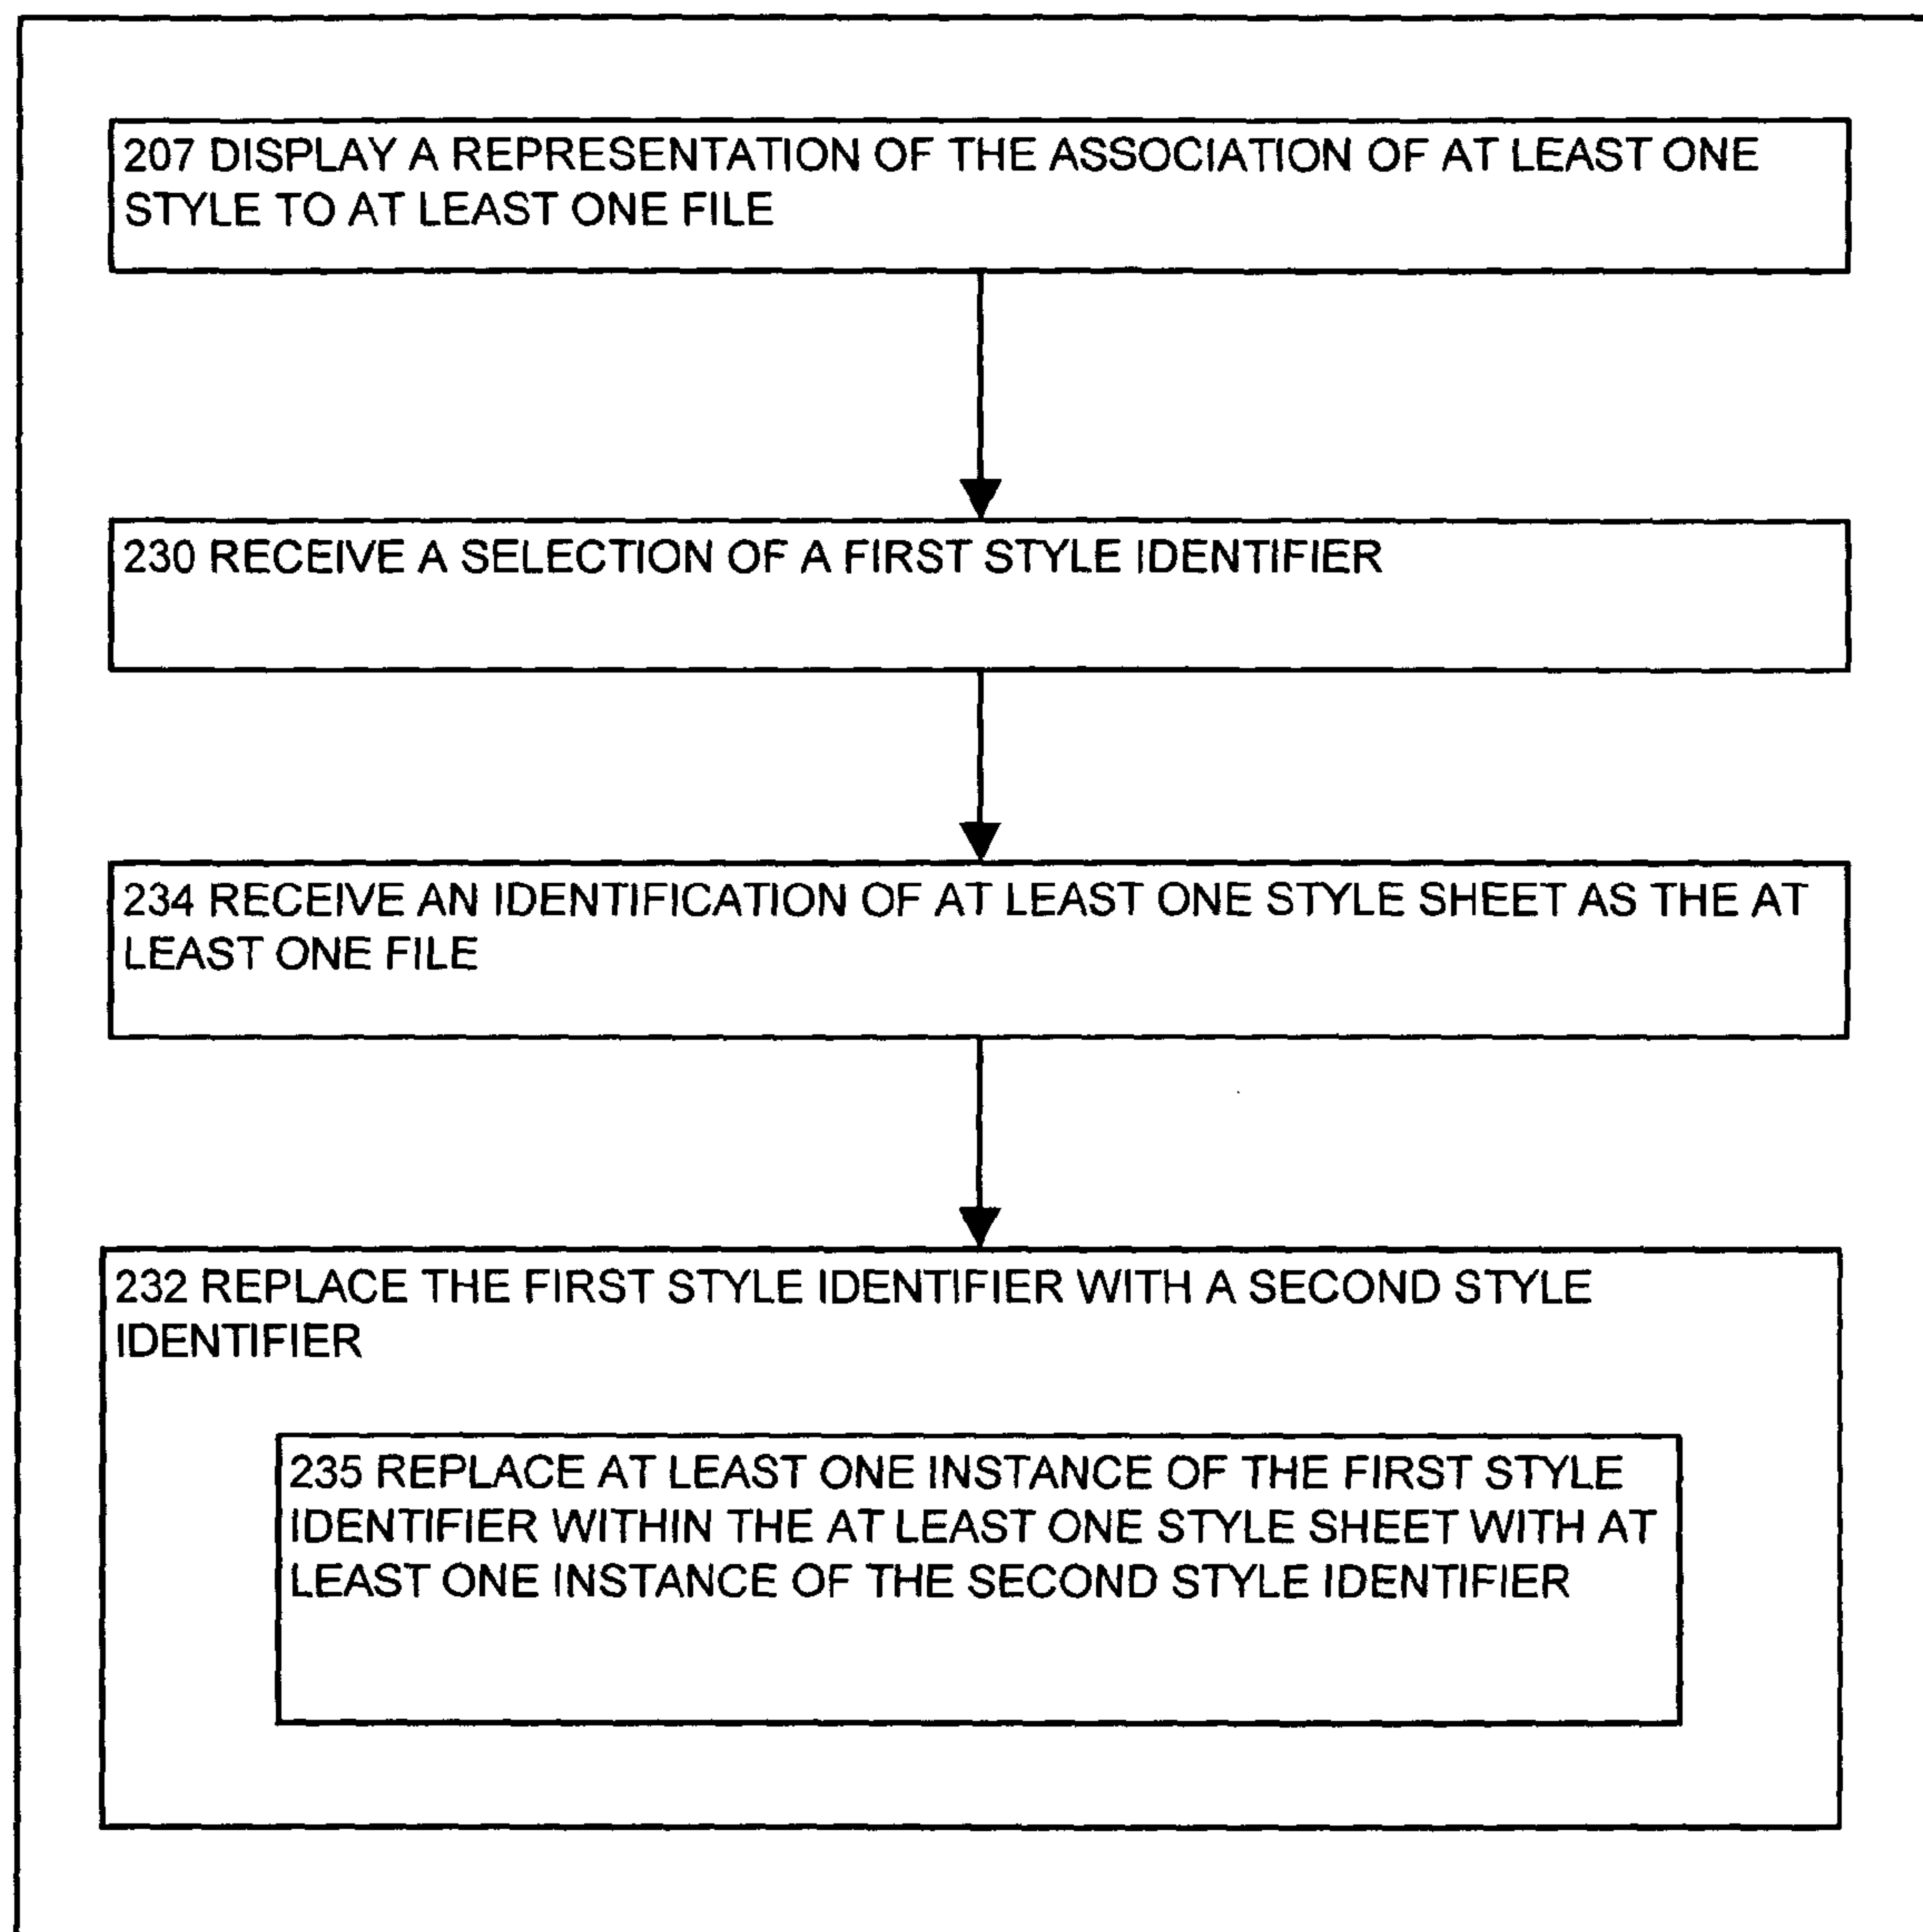 207 DISPLAY A REPRESENTATION OF THE ASSOCIATION OF AT LEAST ONE
STYLE TO AT LEAST ONE FILE
230 RECEIVE A SELECTION OF A FIRST STYLE IDENTIFIER
234 RECEIVE AN IDENTIFICATION OF AT LEAST ONE STYLE SHEET AS THE AT
LEAST ONE FILE
232 REPLACE THE FIRST STYLE IDENTIFIER WITH A SECOND STYLE
IDENTIFIER
235 REPLACE AT LEAST ONE INSTANCE OF THE FIRST STYLE
IDENTIFIER WITHIN THE AT LEAST ONE STYLE SHEET WITH AT
LEAST ONE INSTANCE OF THE SECOND STYLE IDENTIFIER